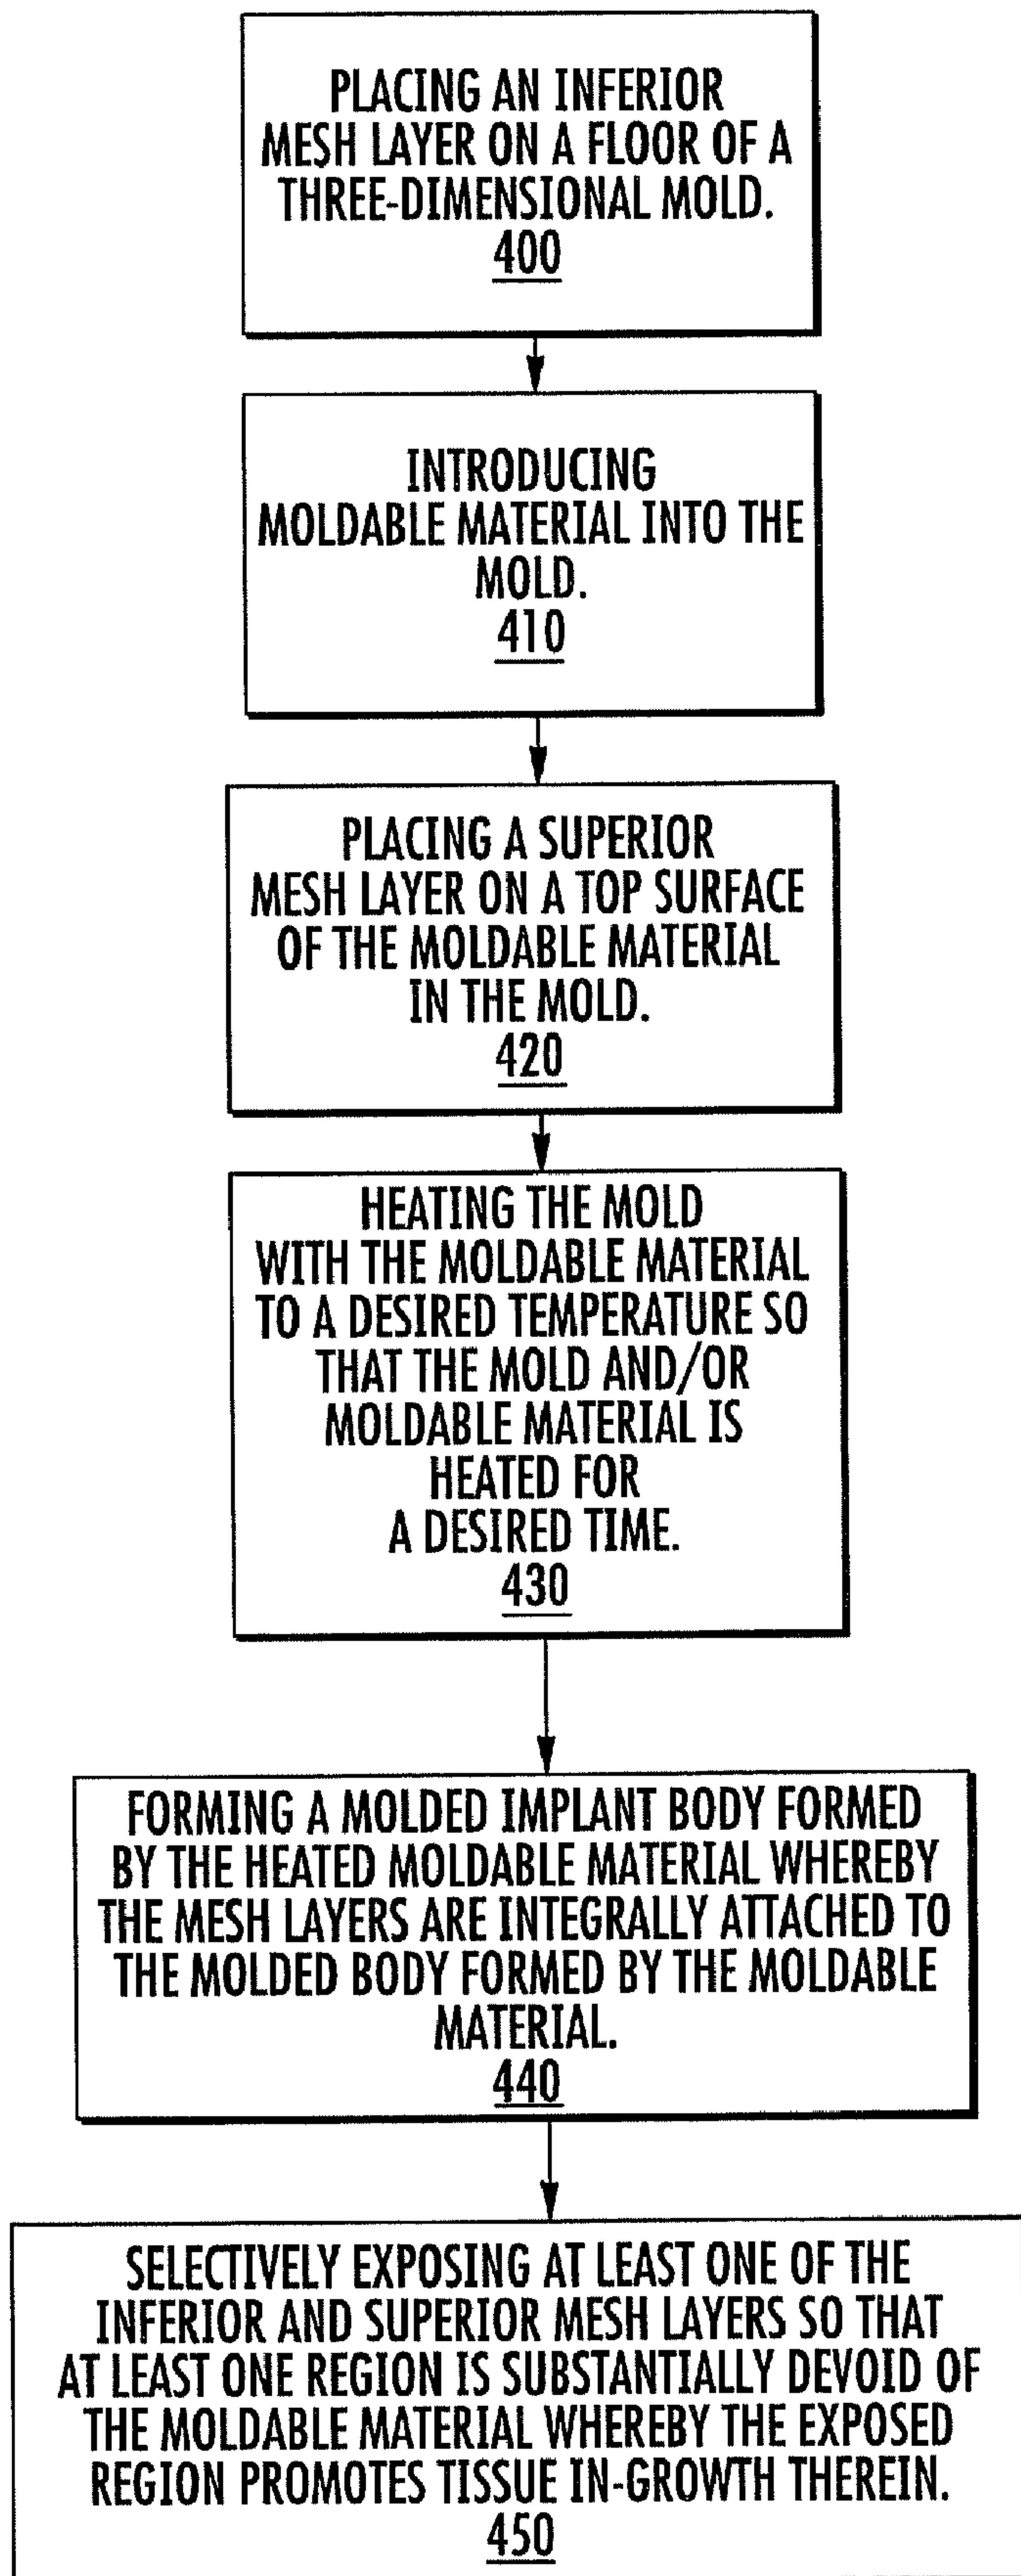 PLACING AN INFERIOR
MESH LAYER ON A FLOOR OF A
THREE-DIMENSIONAL MOLD.
400
INTRODUCING
MOLDABLE MATERIAL INTO THE
MOLD.
410
PLACING A SUPERIOR
MESH LAYER ON A TOP SURFACE
OF THE MOLDABLE MATERIAL
IN THE MOLD.
420
HEATING THE MOLD
WITH THE MOLDABLE MATERIAL
TO A DESIRED TEMPERATURE SO
THAT THE MOLD AND/OR
MOLDABLE MATERIAL IS
HEATED FOR
A DESIRED TIME.
430
FORMING A MOLDED IMPLANT BODY FORMED
BY THE HEATED MOLDABLE MATERIAL WHEREBY
THE MESH LAYERS ARE INTEGRALLY ATTACHED TO
THE MOLDED BODY FORMED BY THE MOLDABLE
MATERIAL.
440
SELECTIVELY EXPOSING AT LEAST ONE OF THE
INFERIOR AND SUPERIOR MESH LAYERS SO THAT
AT LEAST ONE REGION IS SUBSTANTIALLY DEVOID OF
THE MOLDABLE MATERIAL WHEREBY THE EXPOSED
REGION PROMOTES TISSUE IN-GROWTH THEREIN.
450